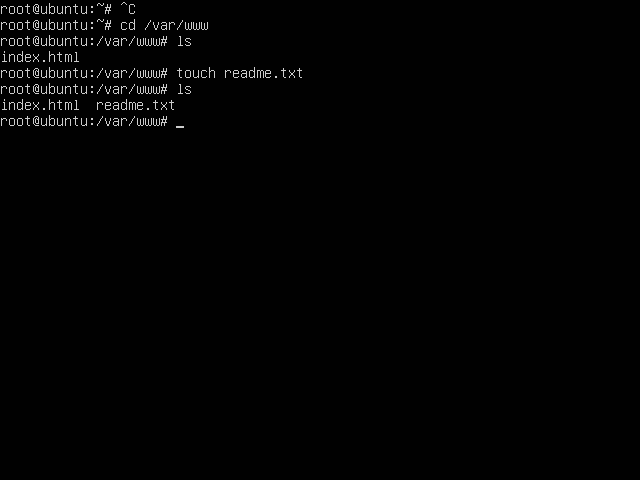 root@ubuntu:~# ^C
root@ubuntu:~# cd /var/www
root@ubuntu:/var/www# ls
index.html
root@ubuntu:/var/www# touch readme.txt
root@ubuntu:/var/www# ls
index.html  readme.txt
root@ubuntu:/var/www# _